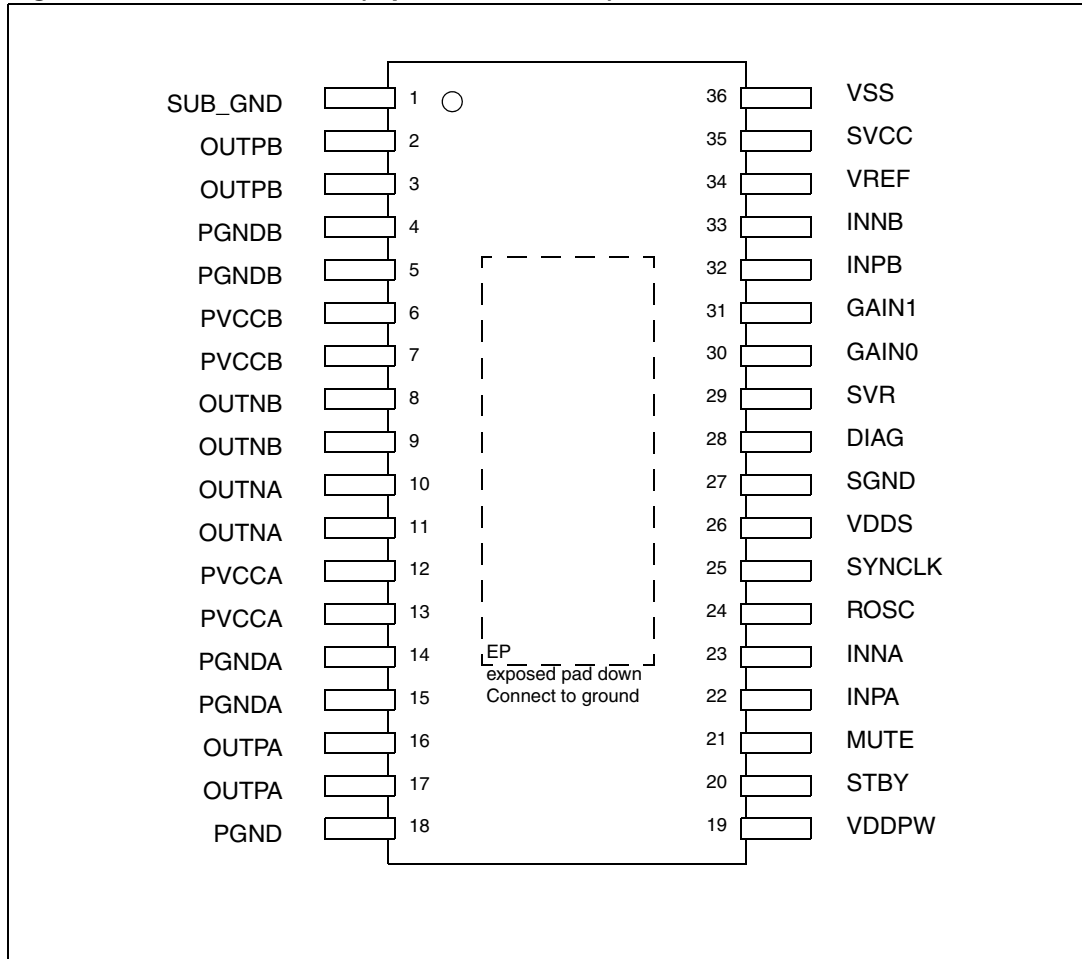 SUB_GND 1 36 VSS
OUTPB 2 35 SVCC
OUTPB 3 34 VREF
PGNDB 4 33 INNB
PGNDB 5 32 INPB
PVCCB 6 31 GAIN1
PVCCB 7 30 GAIN0
OUTNB 8 29 SVR
OUTNB 9 28 DIAG
OUTNA 10 27 SGND
OUTNA 11 26 VDDS
PVCCA 12 25 SYNCLK
PVCCA 13 24 ROSC
PGNDA 14 23 INNA
PGNDA 15 22 INPA
OUTPA 16 21 MUTE
OUTPA 17 20 STBY
PGND 18 19 VDDPW
EP
exposed pad down
Connect to ground